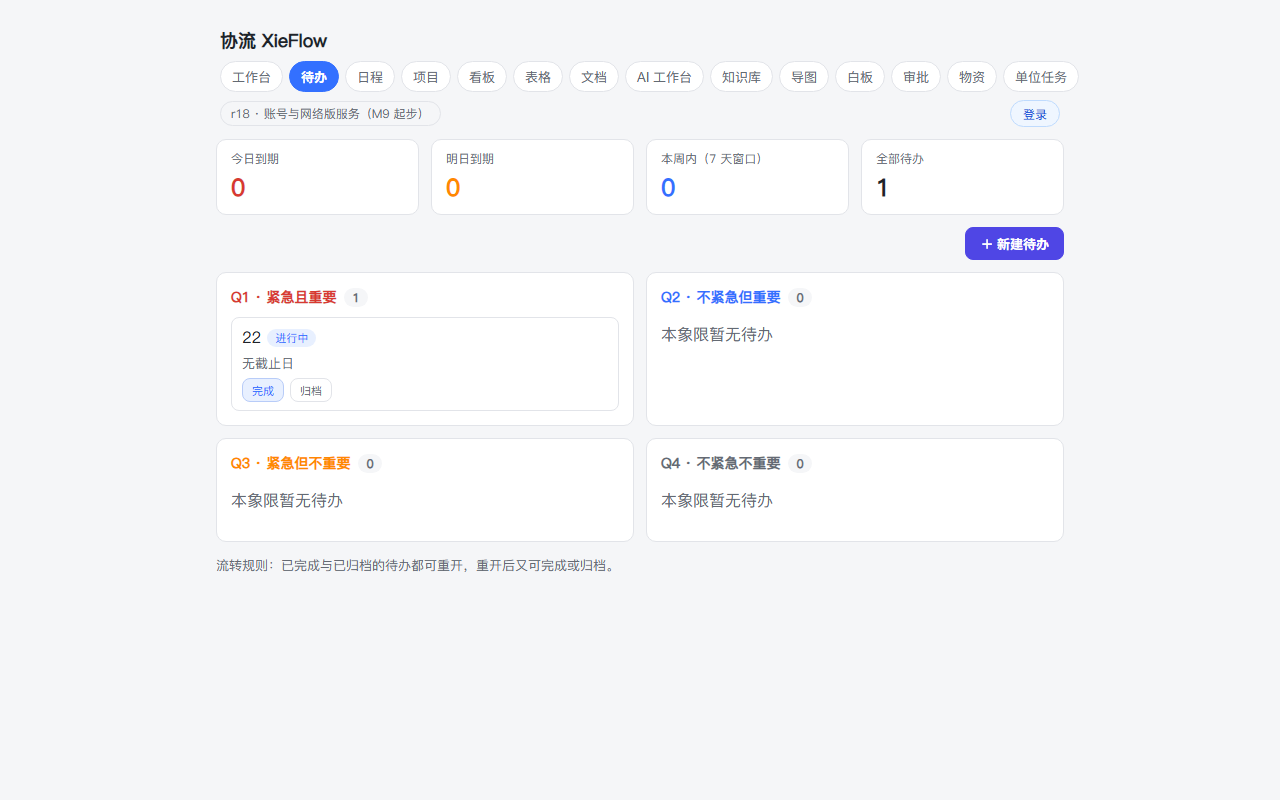 协流 XieFlow
工作台 待办 日程 项目 看板 表格 文档 AI 工作台 知识库 导图 白板 审批 物资 单位任务
r18 · 账号与网络版服务（M9 起步） 登录
今日到期 明日到期 本周内（7 天窗口） 全部待办
0 0 0 1
＋ 新建待办
Q1 · 紧急且重要 1
22 进行中
无截止日
完成 归档
Q2 · 不紧急但重要 0
本象限暂无待办
Q3 · 紧急但不重要 0
本象限暂无待办
Q4 · 不紧急不重要 0
本象限暂无待办
流转规则：已完成与已归档的待办都可重开，重开后又可完成或归档。